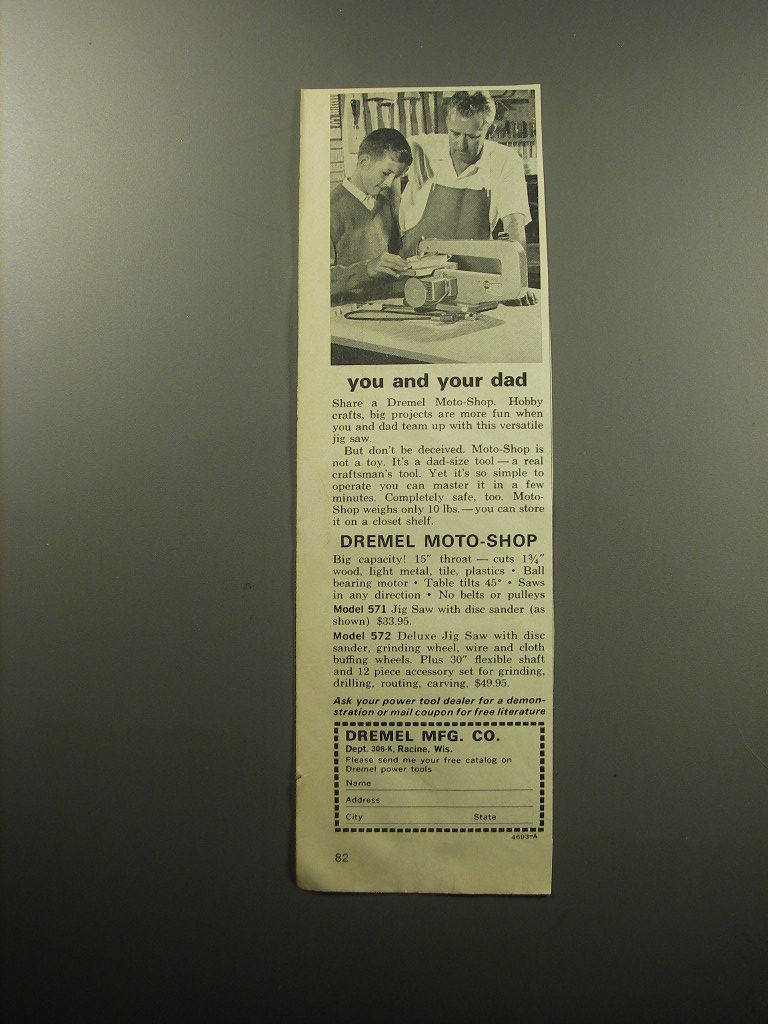 you and your dad
Share a Dremel Moto-Shop. Hobby
crafts, big projects are more fun when
you and dad team up with this versatile
jig saw.
But don't be deceived. Moto-Shop is
not a toy. It's a dad-size tool — a real
craftsman's tool. Yet it's so simple to
operate you can master it in a few
minutes. Completely safe, too. Moto-
Shop weighs only 10 lbs. — you can store
it on a closet shelf.
DREMEL MOTO-SHOP
Big capacity! 15" throat — cuts 1¾"
wood, light metal, tile, plastics • Ball
bearing motor • Table tilts 45° • Saws
in any direction • No belts or pulleys
Model 571 Jig Saw with disc sander (as
shown) $33.95.
Model 572 Deluxe Jig Saw with disc
sander, grinding wheel, wire and cloth
buffing wheels. Plus 30" flexible shaft
and 12 piece accessory set for grinding,
drilling, routing, carving, $49.95.
Ask your power tool dealer for a demon-
stration or mail coupon for free literature
DREMEL MFG. CO.
Dept. 306-K, Racine, Wis.
Please send me your free catalog on
Dremel power tools
Name
Address
City State
4693-A
82